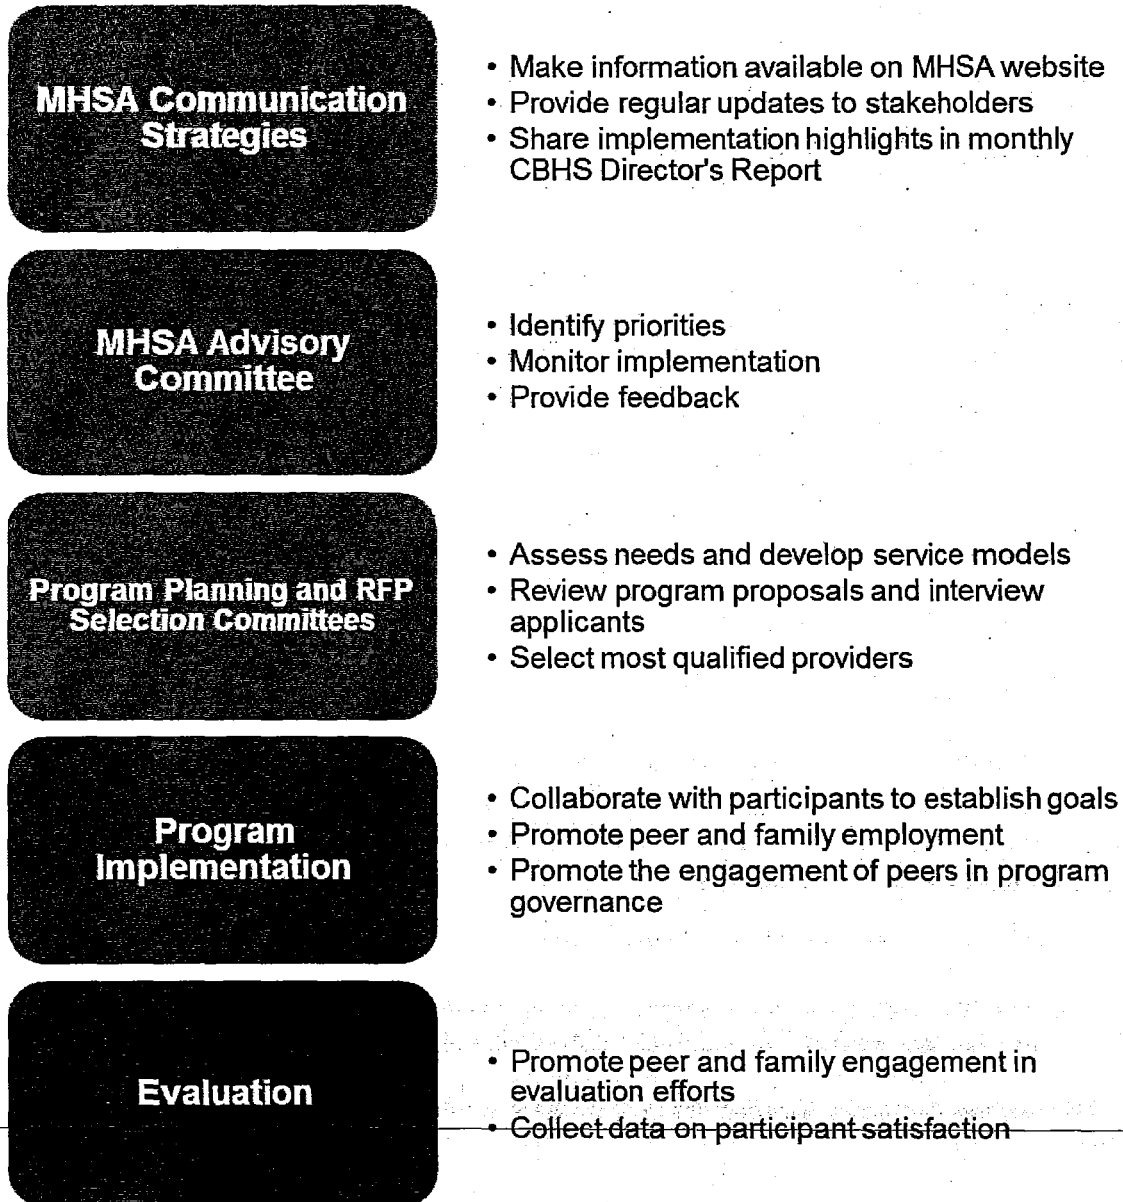 MHSA Communication
Strategies
• Make information available on MHSA website
• Provide regular updates to stakeholders
• Share implementation highlights in monthly
CBHS Director's Report
MHSA Advisory
Committee
• Identify priorities
• Monitor implementation
• Provide feedback
Program Planning and RFP
Selection Committees
• Assess needs and develop service models
• Review program proposals and interview
applicants
• Select most qualified providers
Program
Implementation
• Collaborate with participants to establish goals
• Promote peer and family employment
• Promote the engagement of peers in program
governance
Evaluation
• Promote peer and family engagement in
evaluation efforts
• Collect data on participant satisfaction